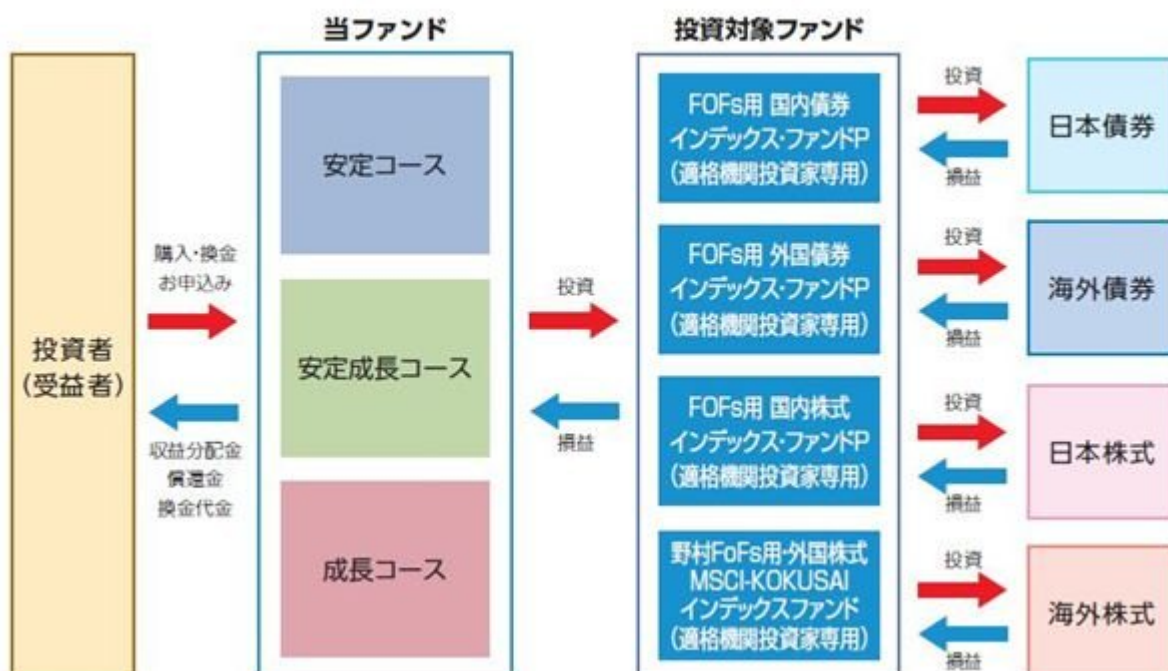 当ファンド
投資対象ファンド
投資者
(受益者)
購入・換金
お申込み
収益分配金
償還金
換金代金
安定コース
安定成長コース
成長コース
投資
損益
FOFs用 国内債券
インデックス・ファンドP
(適格機関投資家専用)
投資
損益
日本債券
FOFs用 外国債券
インデックス・ファンドP
(適格機関投資家専用)
投資
損益
海外債券
FOFs用 国内株式
インデックス・ファンドP
(適格機関投資家専用)
投資
損益
日本株式
野村FoFs用・外国株式
MSCI-KOKUSAI
インデックスファンド
(適格機関投資家専用)
投資
損益
海外株式